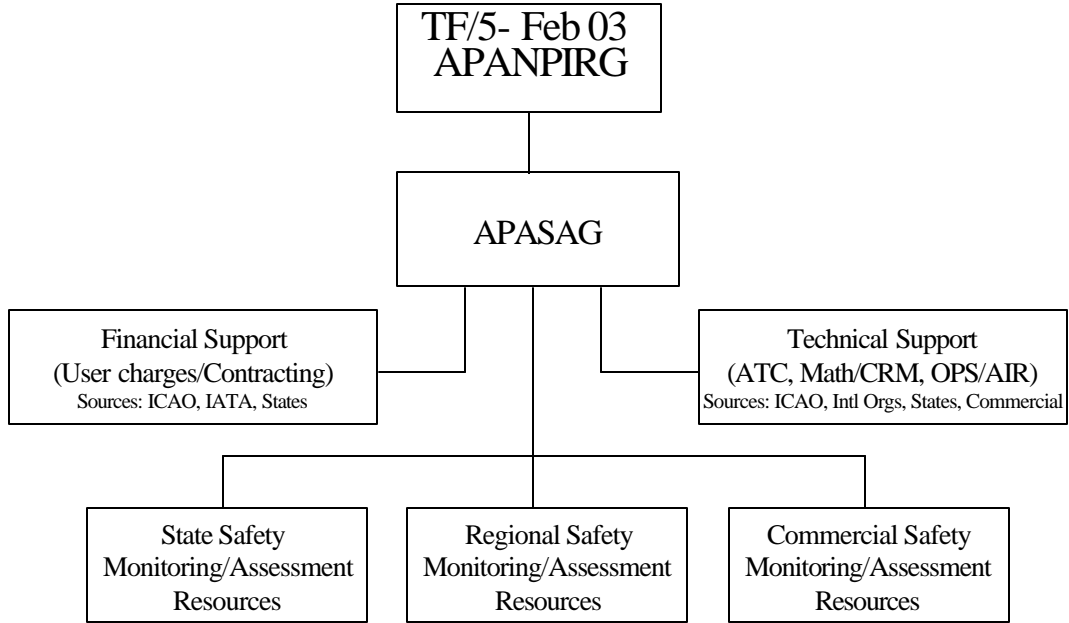 TF/5- Feb 03
APANPIRG
APASAG
Financial Support
(User charges/Contracting)
Sources: ICAO, IATA, States
Technical Support
(ATC, Math/CRM, OPS/AIR)
Sources: ICAO, Intl Orgs, States, Commercial
State Safety
Monitoring/Assessment
Resources
Regional Safety
Monitoring/Assessment
Resources
Commercial Safety
Monitoring/Assessment
Resources